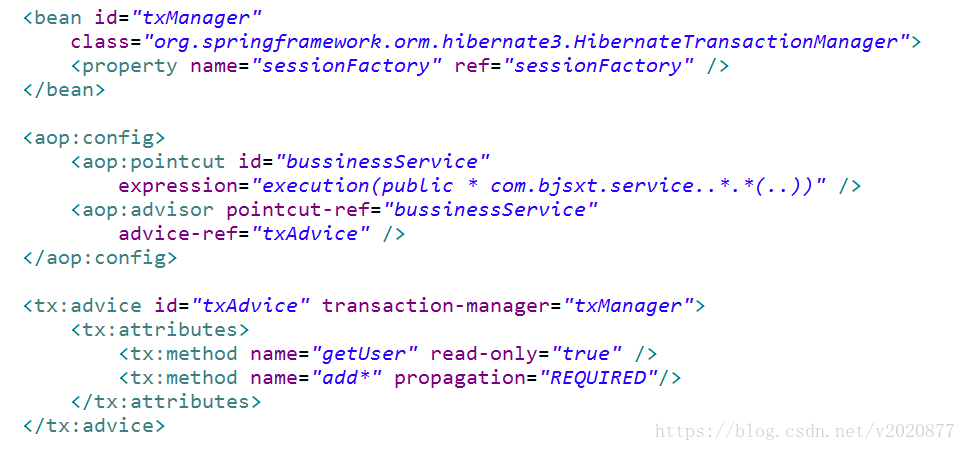 <bean id="txManager"
class="org.springframework.orm.hibernate3.HibernateTransactionManager">
<property name="sessionFactory" ref="sessionFactory" />
</bean>
<aop:config>
<aop:pointcut id="bussinessService"
expression="execution(public * com.bjsxt.service..*.*(..))" />
<aop:advisor pointcut-ref="bussinessService"
advice-ref="txAdvice" />
</aop:config>
<tx:advice id="txAdvice" transaction-manager="txManager">
<tx:attributes>
<tx:method name="getUser" read-only="true" />
<tx:method name="add*" propagation="REQUIRED"/>
</tx:attributes>
</tx:advice>
https://blog.csdn.net/v2020877